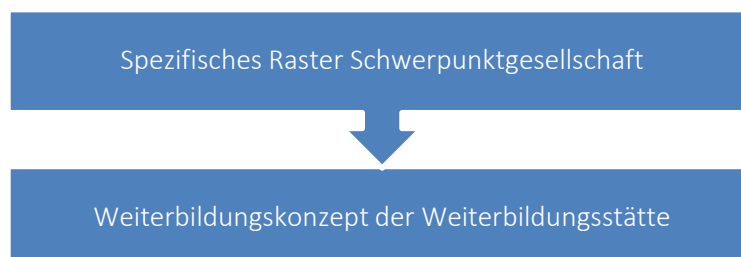 Spezifisches Raster Schwerpunktgesellschaft
Weiterbildungskonzept der Weiterbildungsstätte